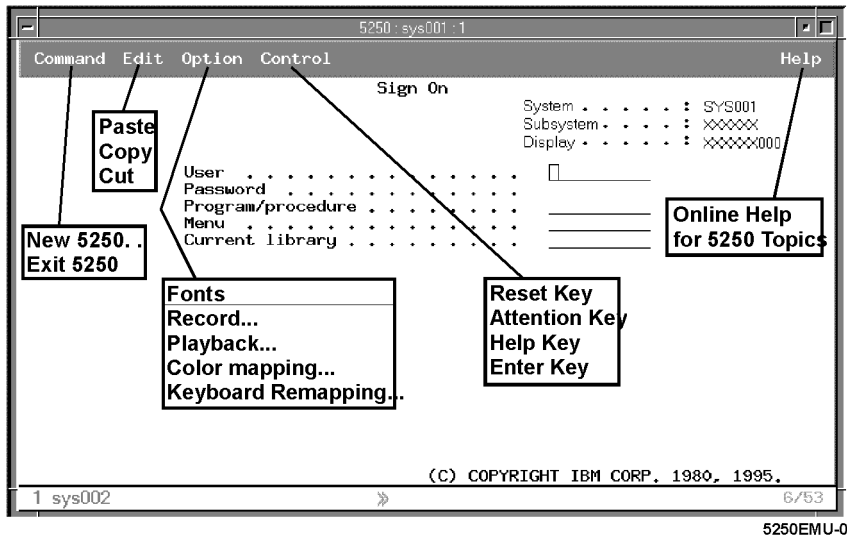 5250 : sys001 : 1
Command Edit Option Control Help
Sign On
System . . . . . : SYS001
Subsystem . . . . : XXXXXX
Display . . . . . : XXXXXX000
Paste
Copy
Cut
User . . . . . . . . . . . . . .
Password . . . . . . . . . . . .
Program/procedure . . . . . . . .
Menu . . . . . . . . . . . . . .
Current library . . . . . . . . .
New 5250. .
Exit 5250
Online Help
for 5250 Topics
Fonts
Record...
Playback...
Color mapping...
Keyboard Remapping...
Reset Key
Attention Key
Help Key
Enter Key
(C) COPYRIGHT IBM CORP. 1980, 1995.
1 sys002 » 6/53
5250EMU-0